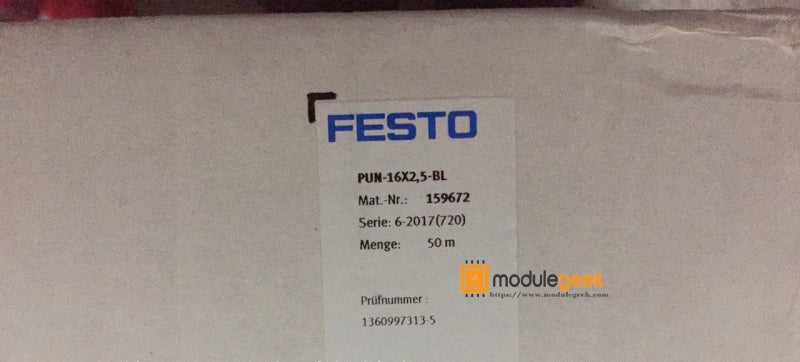 FESTO
PUN-16X2,5-BL
Mat.-Nr.: 159672
Serie: 6-2017(720)
Menge: 50 m
modulegeek
https://www.modulegeek.com
Prüfnummer :
1360997313-5